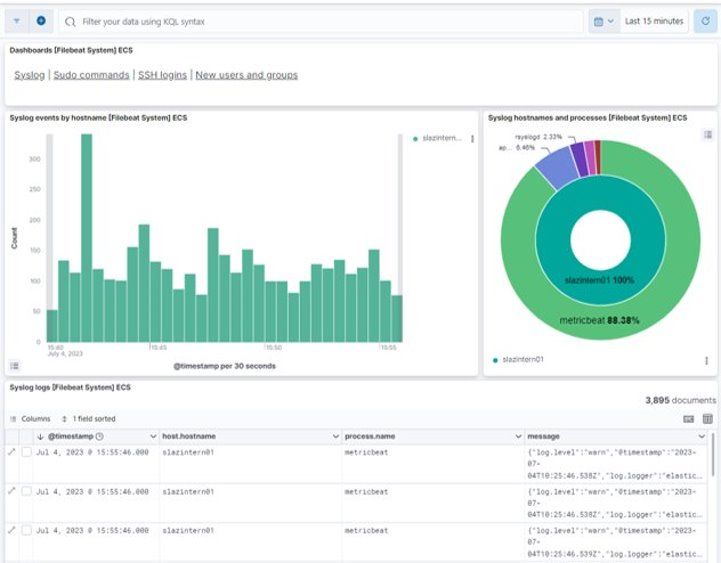 Filter your data using KQL syntax
Last 15 minutes
Dashboards [Filebeat System] ECS
Syslog | Sudo commands | SSH logins | New users and groups
Syslog events by hostname [Filebeat System] ECS
slazintern...
Count
300
250
200
150
100
50
0
15:40 15:45 15:50 15:55
July 4, 2023
@timestamp per 30 seconds
Syslog hostnames and processes [Filebeat System] ECS
rsyslogd 2.33%
ap... 6.46%
slazintern01 100%
metricbeat 88.38%
slazintern01
Syslog logs [Filebeat System] ECS
3,895 documents
Columns 1 field sorted
@timestamp host.hostname process.name message
Jul 4, 2023 @ 15:55:46.000 slazintern01 metricbeat {"log.level":"warn","@timestamp":"2023-
07-
04T10:25:46.538Z","log.logger":"elastic...
Jul 4, 2023 @ 15:55:46.000 slazintern01 metricbeat {"log.level":"warn","@timestamp":"2023-
07-
04T10:25:46.538Z","log.logger":"elastic...
Jul 4, 2023 @ 15:55:46.000 slazintern01 metricbeat {"log.level":"warn","@timestamp":"2023-
07-
04T10:25:46.539Z","log.logger":"elastic...